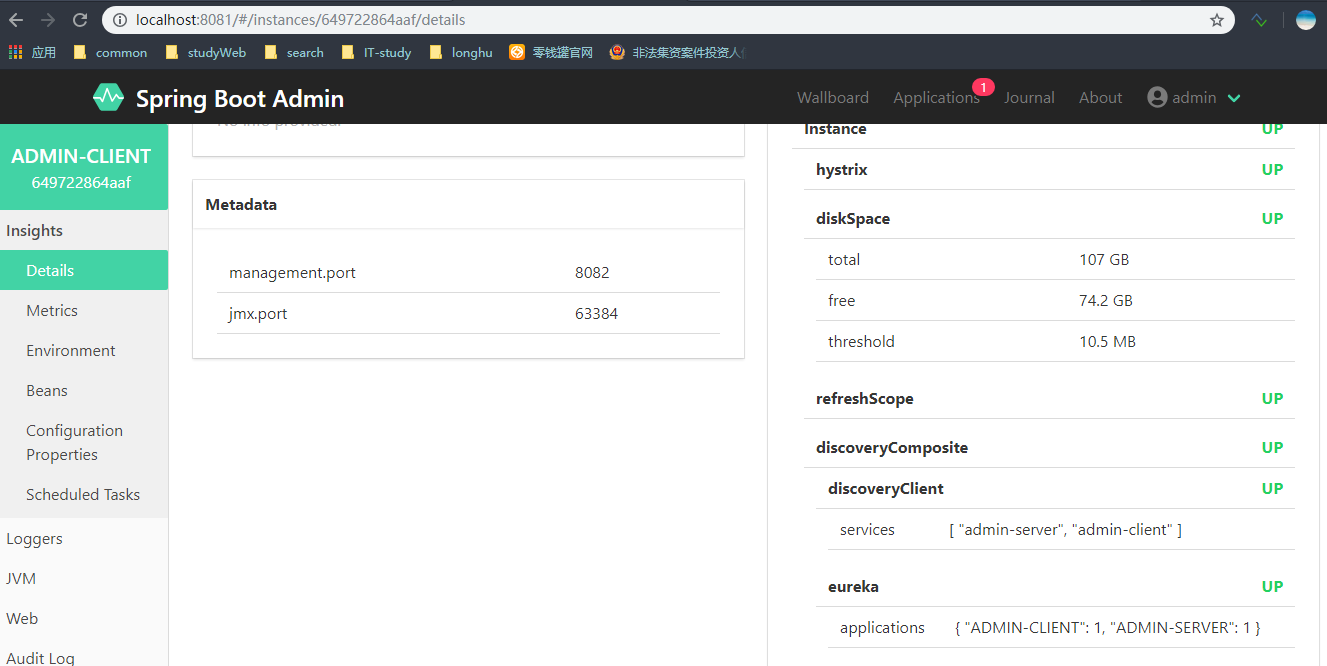 localhost:8081/#/instances/649722864aaf/details
应用 common studyWeb search IT-study longhu 零钱罐官网 非法集资案件投资人
Spring Boot Admin Wallboard Applications 1 Journal About admin
ADMIN-CLIENT
649722864aaf
Insights
Details
Metrics
Environment
Beans
Configuration
Properties
Scheduled Tasks
Loggers
JVM
Web
Audit Log
No info provided.
Metadata
management.port 8082
jmx.port 63384
Instance UP
hystrix UP
diskSpace UP
total 107 GB
free 74.2 GB
threshold 10.5 MB
refreshScope UP
discoveryComposite UP
discoveryClient UP
services [ "admin-server", "admin-client" ]
eureka UP
applications { "ADMIN-CLIENT": 1, "ADMIN-SERVER": 1 }